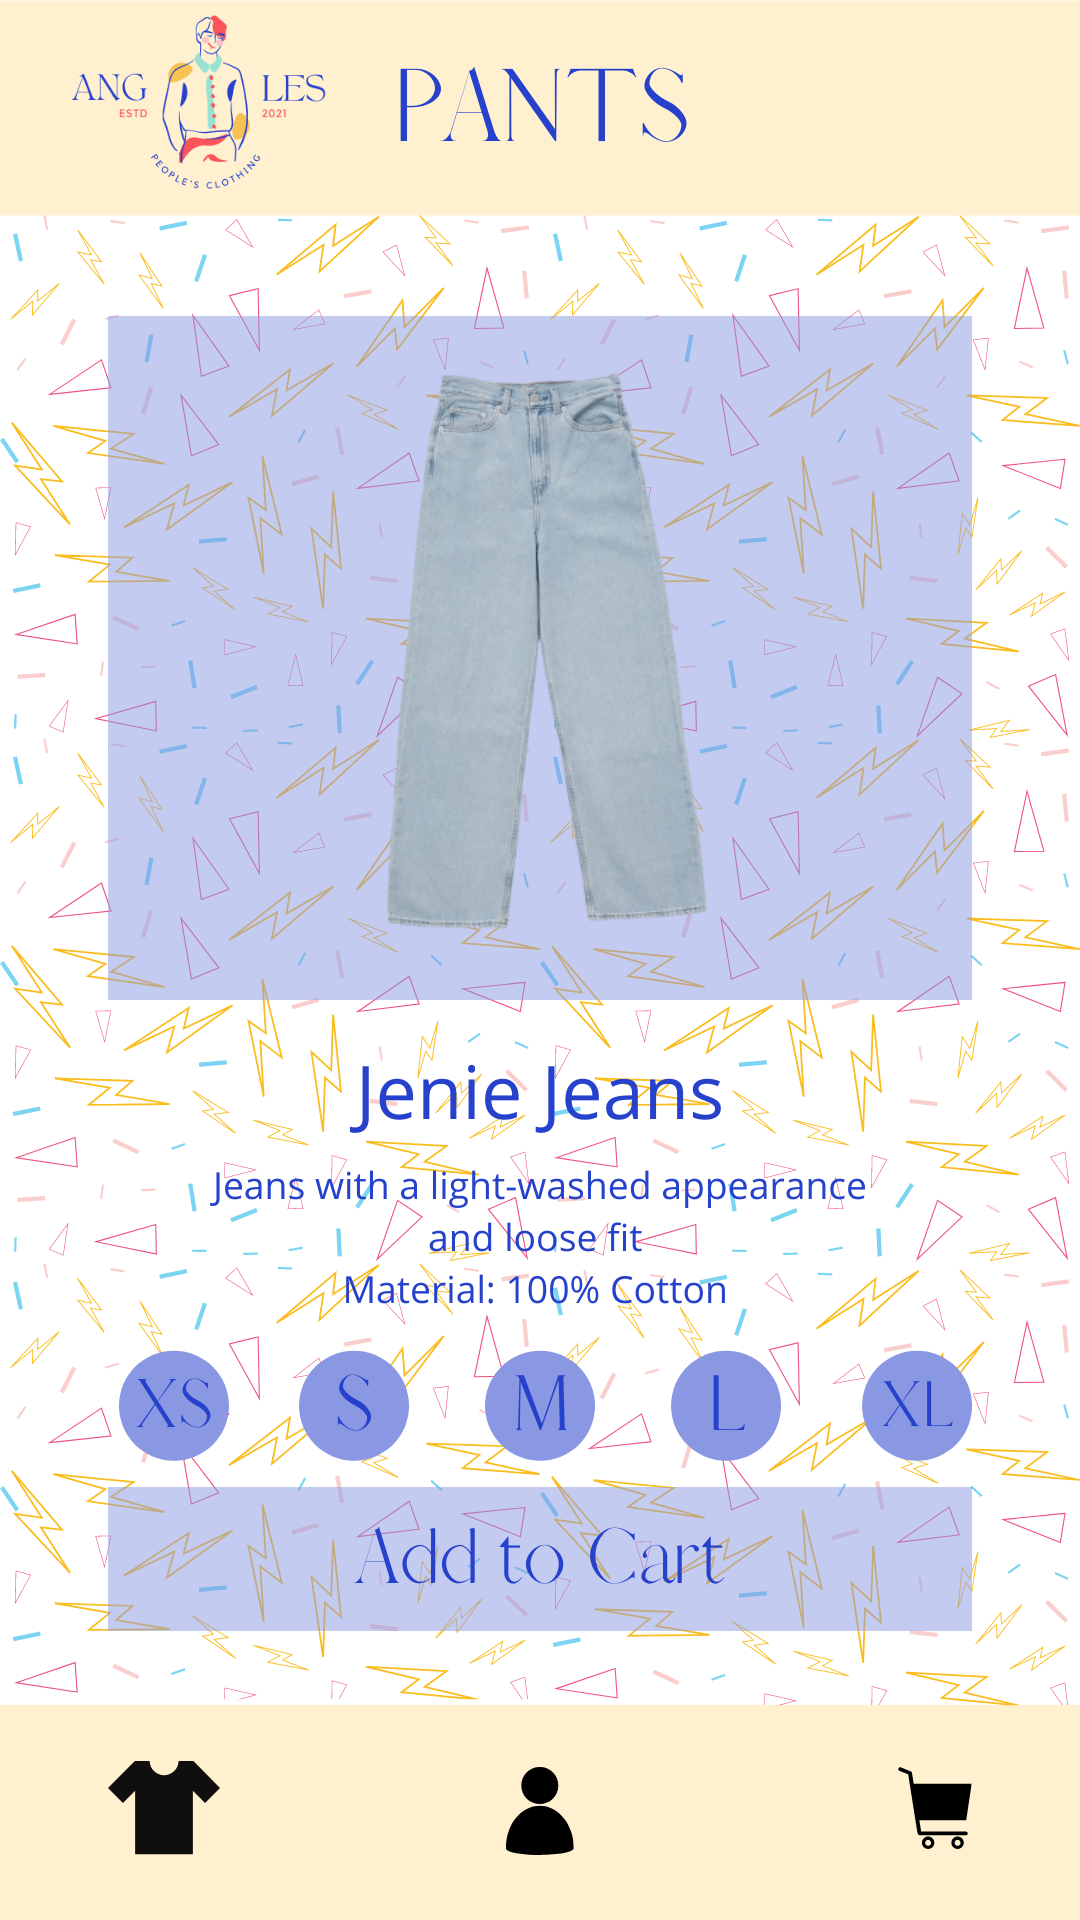 ANG LES
ESTD 2021
PEOPLE'S CLOTHING
PANTS
Jenie Jeans
Jeans with a light-washed appearance
and loose fit
Material: 100% Cotton
XS S M L XL
Add to Cart